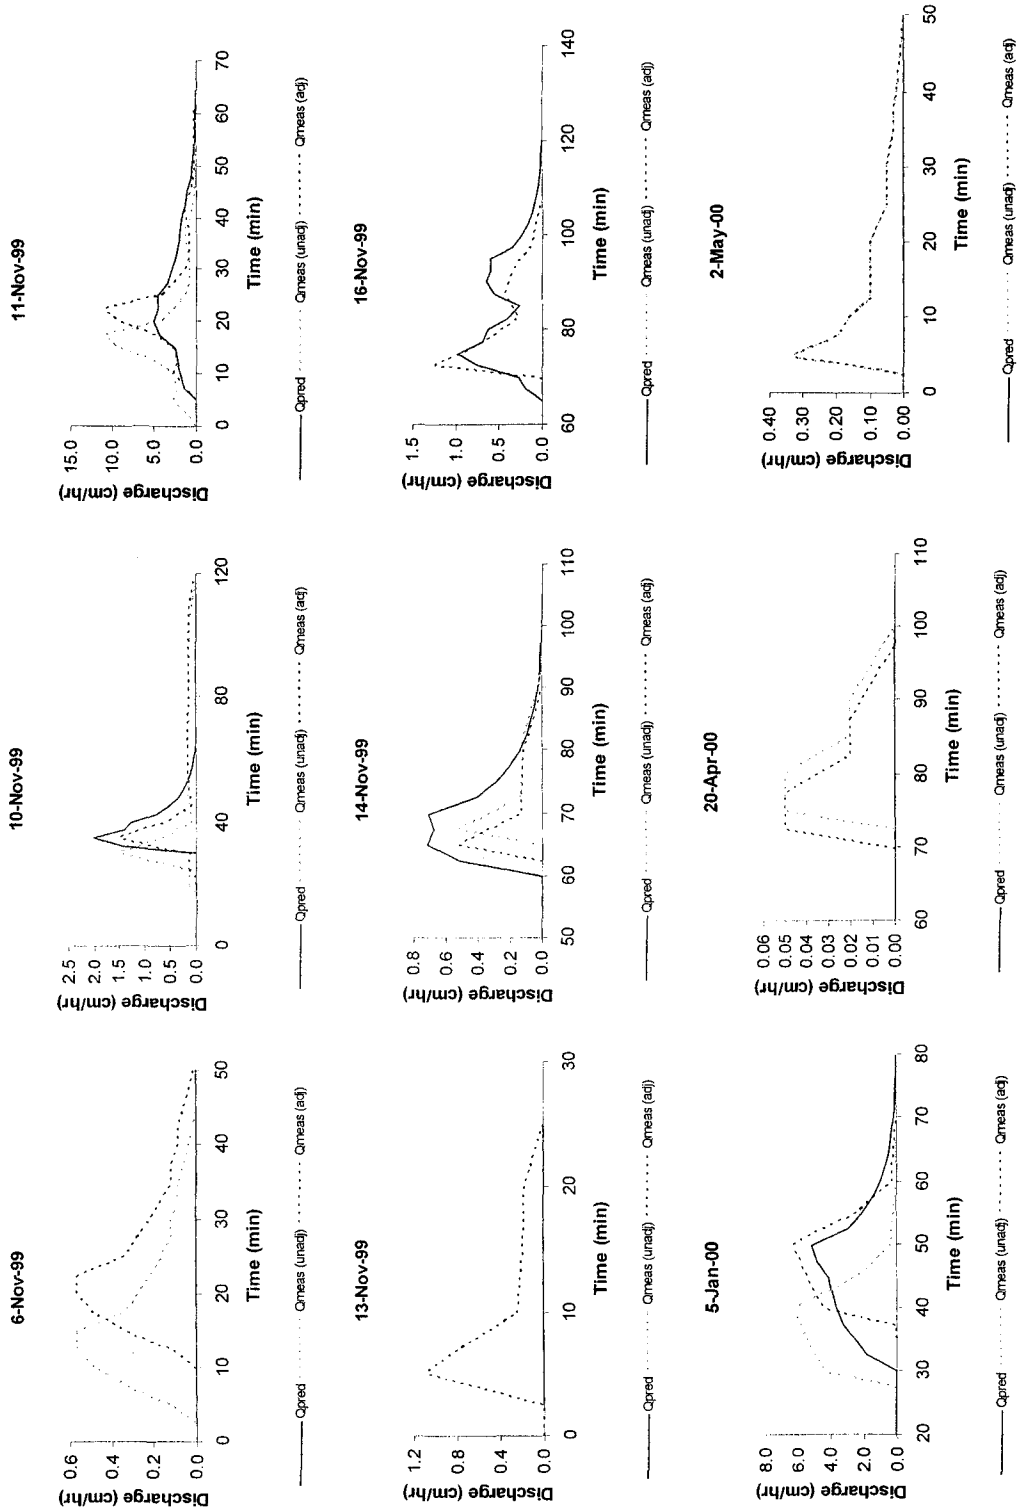 6-Nov-99
Discharge (cm/hr)
0.6
0.4
0.2
0.0
0 10 20 30 40 50
Time (min)
Qpred Qmeas (unadj) Qmeas (adj)
10-Nov-99
Discharge (cm/hr)
2.5
2.0
1.5
1.0
0.5
0.0
0 40 80 120
Time (min)
Qpred Qmeas (unadj) Qmeas (adj)
11-Nov-99
Discharge (cm/hr)
15.0
10.0
5.0
0.0
0 10 20 30 40 50 60 70
Time (min)
Qpred Qmeas (unadj) Qmeas (adj)
13-Nov-99
Discharge (cm/hr)
1.2
0.9
0.6
0.3
0.0
0 10 20 30
Time (min)
Qpred Qmeas (unadj) Qmeas (adj)
14-Nov-99
Discharge (cm/hr)
0.8
0.6
0.4
0.2
0.0
50 60 70 80 90 100 110
Time (min)
Qpred Qmeas (unadj) Qmeas (adj)
16-Nov-99
Discharge (cm/hr)
1.5
1.0
0.5
0.0
60 80 100 120 140
Time (min)
Qpred Qmeas (unadj) Qmeas (adj)
5-Jan-00
Discharge (cm/hr)
8.0
6.0
4.0
2.0
0.0
20 30 40 50 60 70 80
Time (min)
Qpred Qmeas (unadj) Qmeas (adj)
20-Apr-00
Discharge (cm/hr)
0.06
0.05
0.04
0.03
0.02
0.01
0.00
60 70 80 90 100 110
Time (min)
Qpred Qmeas (unadj) Qmeas (adj)
2-May-00
Discharge (cm/hr)
0.40
0.30
0.20
0.10
0.00
0 10 20 30 40 50
Time (min)
Qpred Qmeas (unadj) Qmeas (adj)